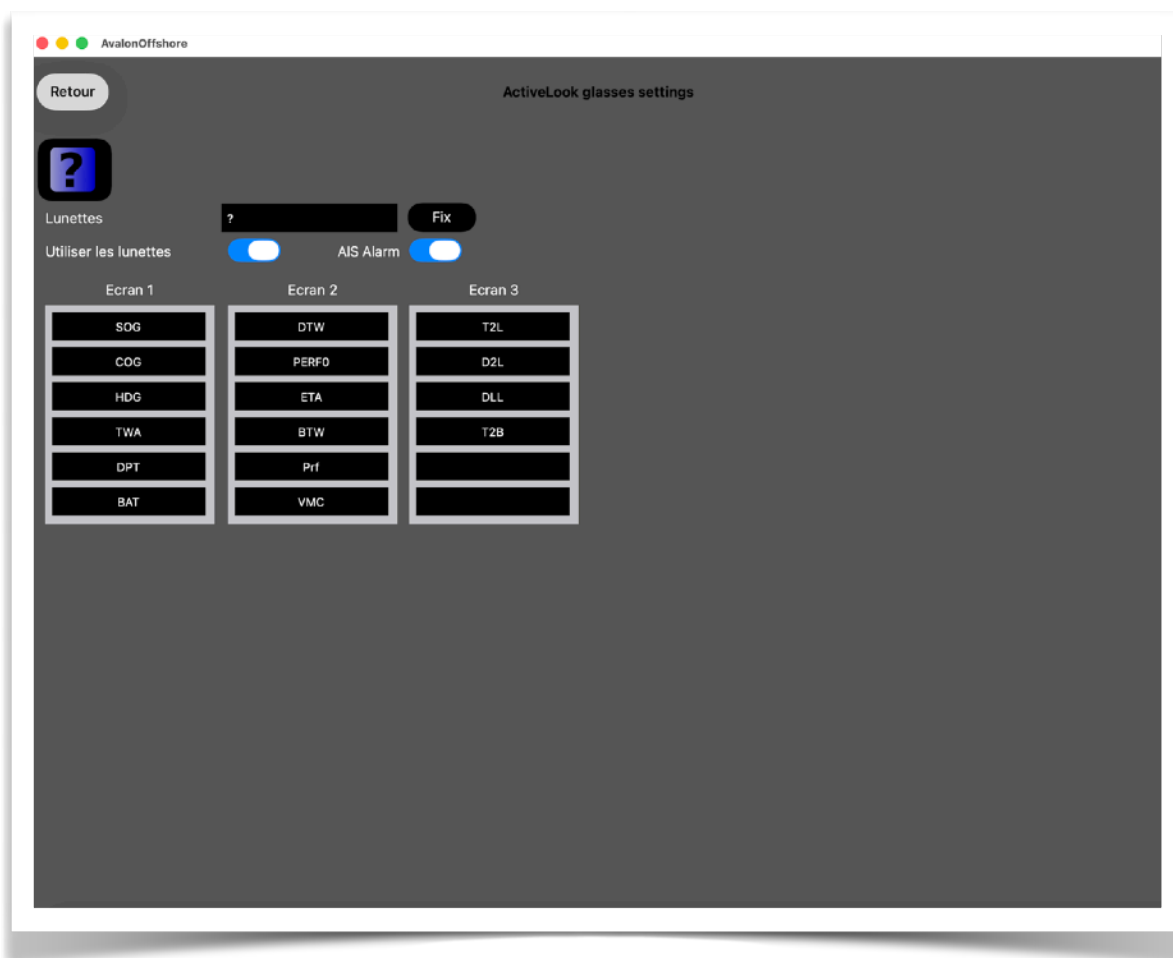 AvalonOffshore
Retour
ActiveLook glasses settings
?
Lunettes ? Fix
Utiliser les lunettes AIS Alarm
Ecran 1 Ecran 2 Ecran 3
SOG DTW T2L
COG PERF0 D2L
HDG ETA DLL
TWA BTW T2B
DPT Prf
BAT VMC